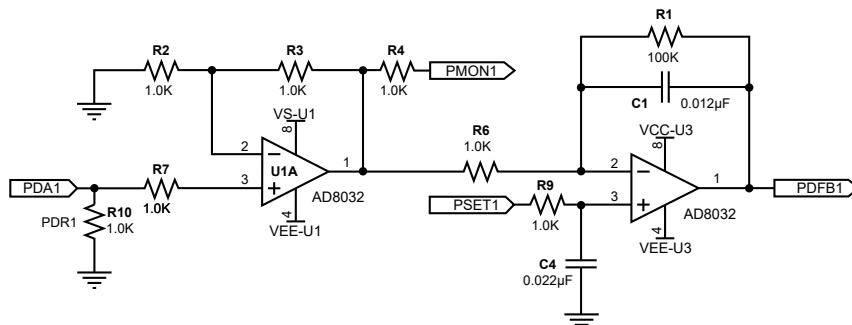 R2
1.0K
R3
1.0K
R4
1.0K
PMON1
R1
100K
C1
0.012µF
VS-U1
8
2
3
U1A
1
4
AD8032
VEE-U1
PDA1
R7
1.0K
PDR1
R10
1.0K
R6
1.0K
PSET1
R9
1.0K
C4
0.022µF
VCC-U3
8
2
3
1
4
AD8032
VEE-U3
PDFB1